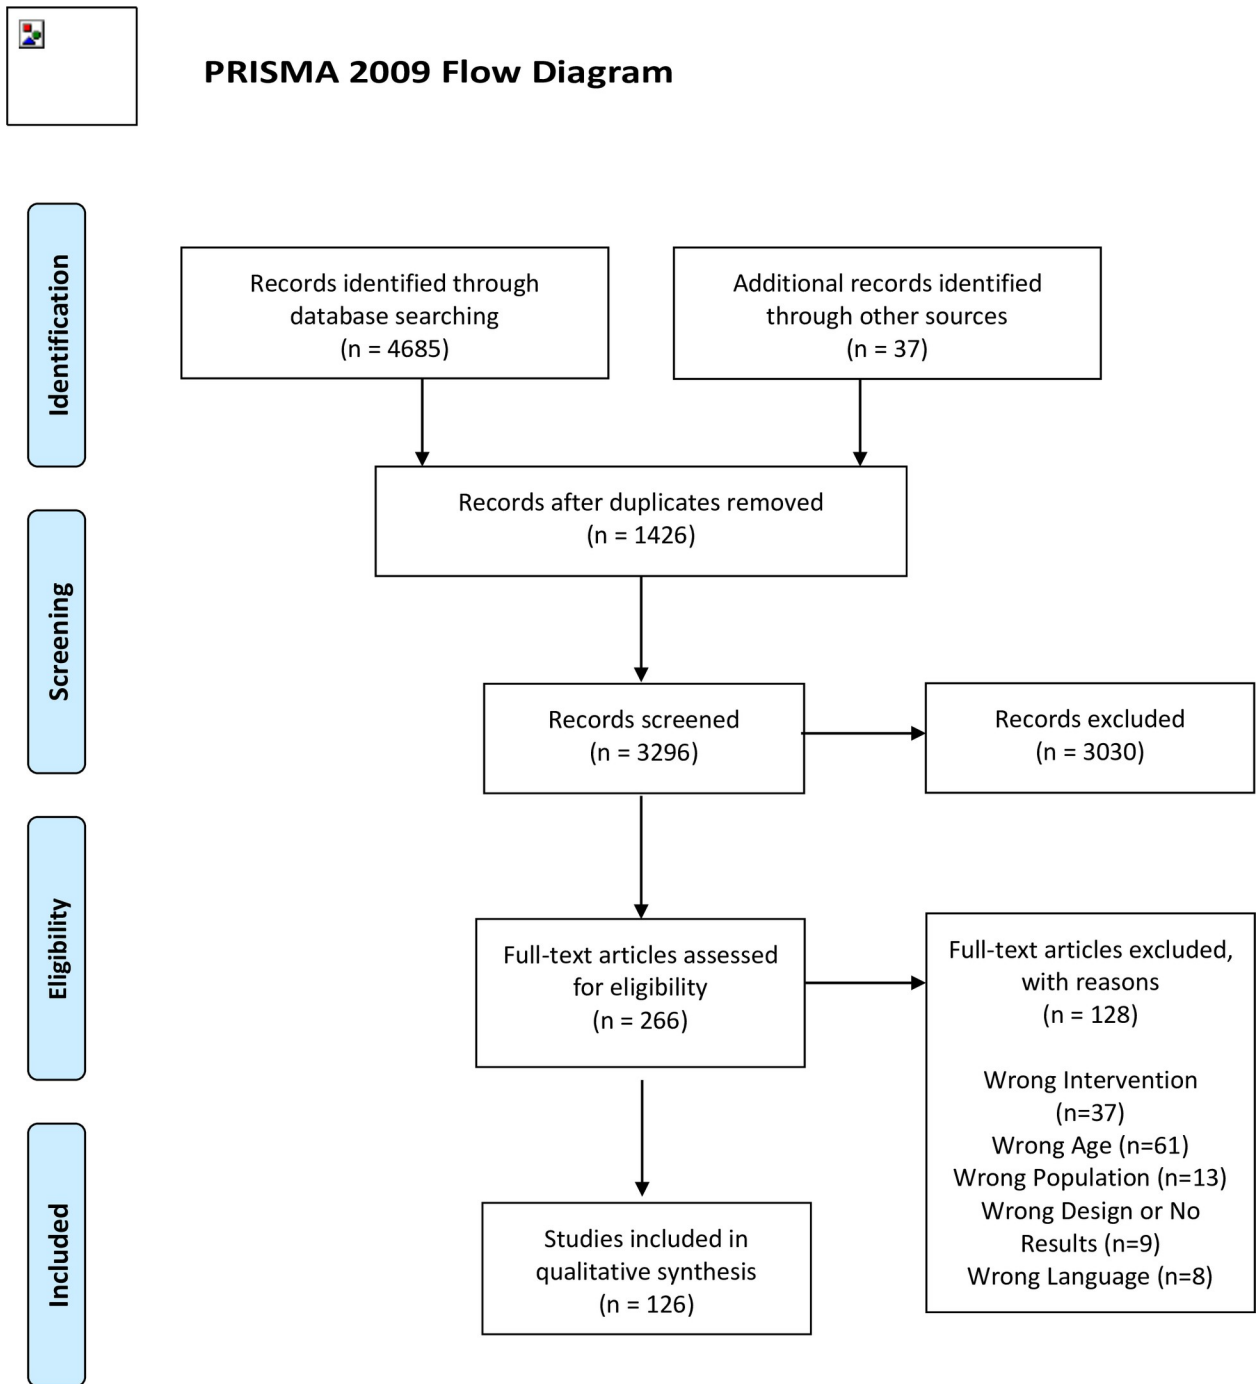 PRISMA 2009 Flow Diagram
Identification
Records identified through
database searching
(n = 4685)
Additional records identified
through other sources
(n = 37)
Records after duplicates removed
(n = 1426)
Screening
Records screened
(n = 3296)
Records excluded
(n = 3030)
Eligibility
Full-text articles assessed
for eligibility
(n = 266)
Full-text articles excluded,
with reasons
(n = 128)
Wrong Intervention
(n=37)
Wrong Age (n=61)
Wrong Population (n=13)
Wrong Design or No
Results (n=9)
Wrong Language (n=8)
Included
Studies included in
qualitative synthesis
(n = 126)